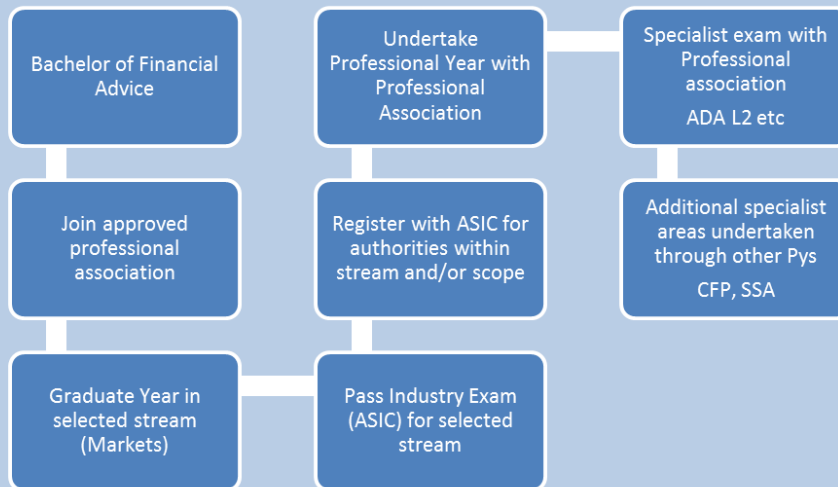 Bachelor of Financial
Advice
Join approved
professional
association
Graduate Year in
selected stream
(Markets)
Pass Industry Exam
(ASIC) for selected
stream
Register with ASIC for
authorities within
stream and/or scope
Undertake
Professional Year with
Professional
Association
Specialist exam with
Professional
association
ADA L2 etc
Additional specialist
areas undertaken
through other Pys
CFP, SSA